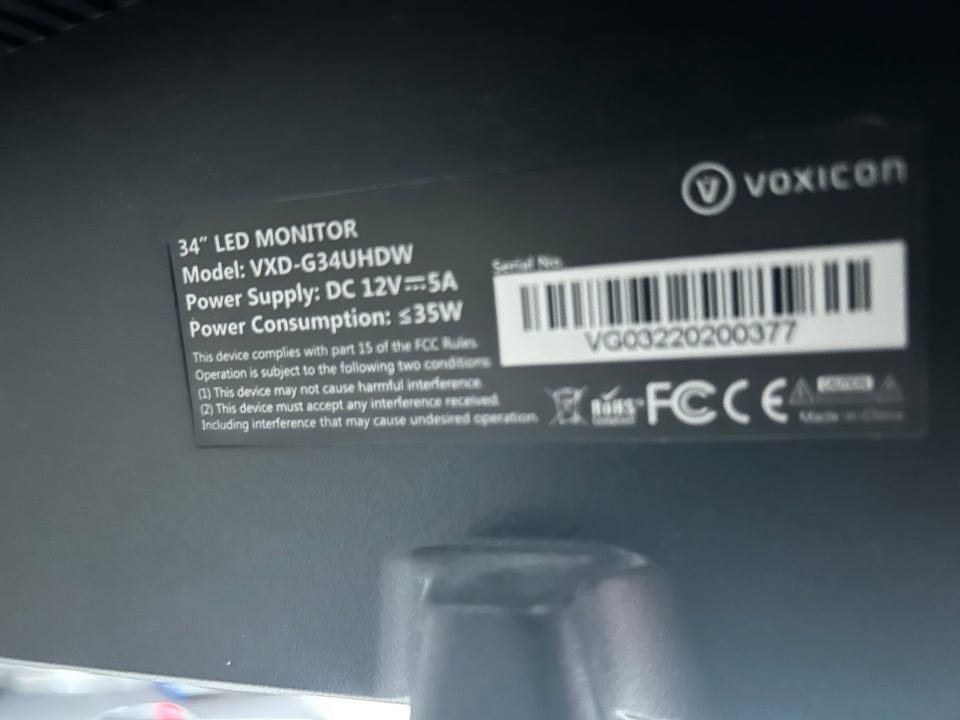 voxicon
34" LED MONITOR
Model: VXD-G34UHDW
Power Supply: DC 12V⎓5A
Power Consumption: ≤35W
This device complies with part 15 of the FCC Rules.
Operation is subject to the following two conditions:
(1) This device may not cause harmful interference
(2) This device must accept any interference received.
Including interference that may cause undesired operation.
Serial No.
VG03220200377
RoHS
FC CE
CAUTION
Made in China